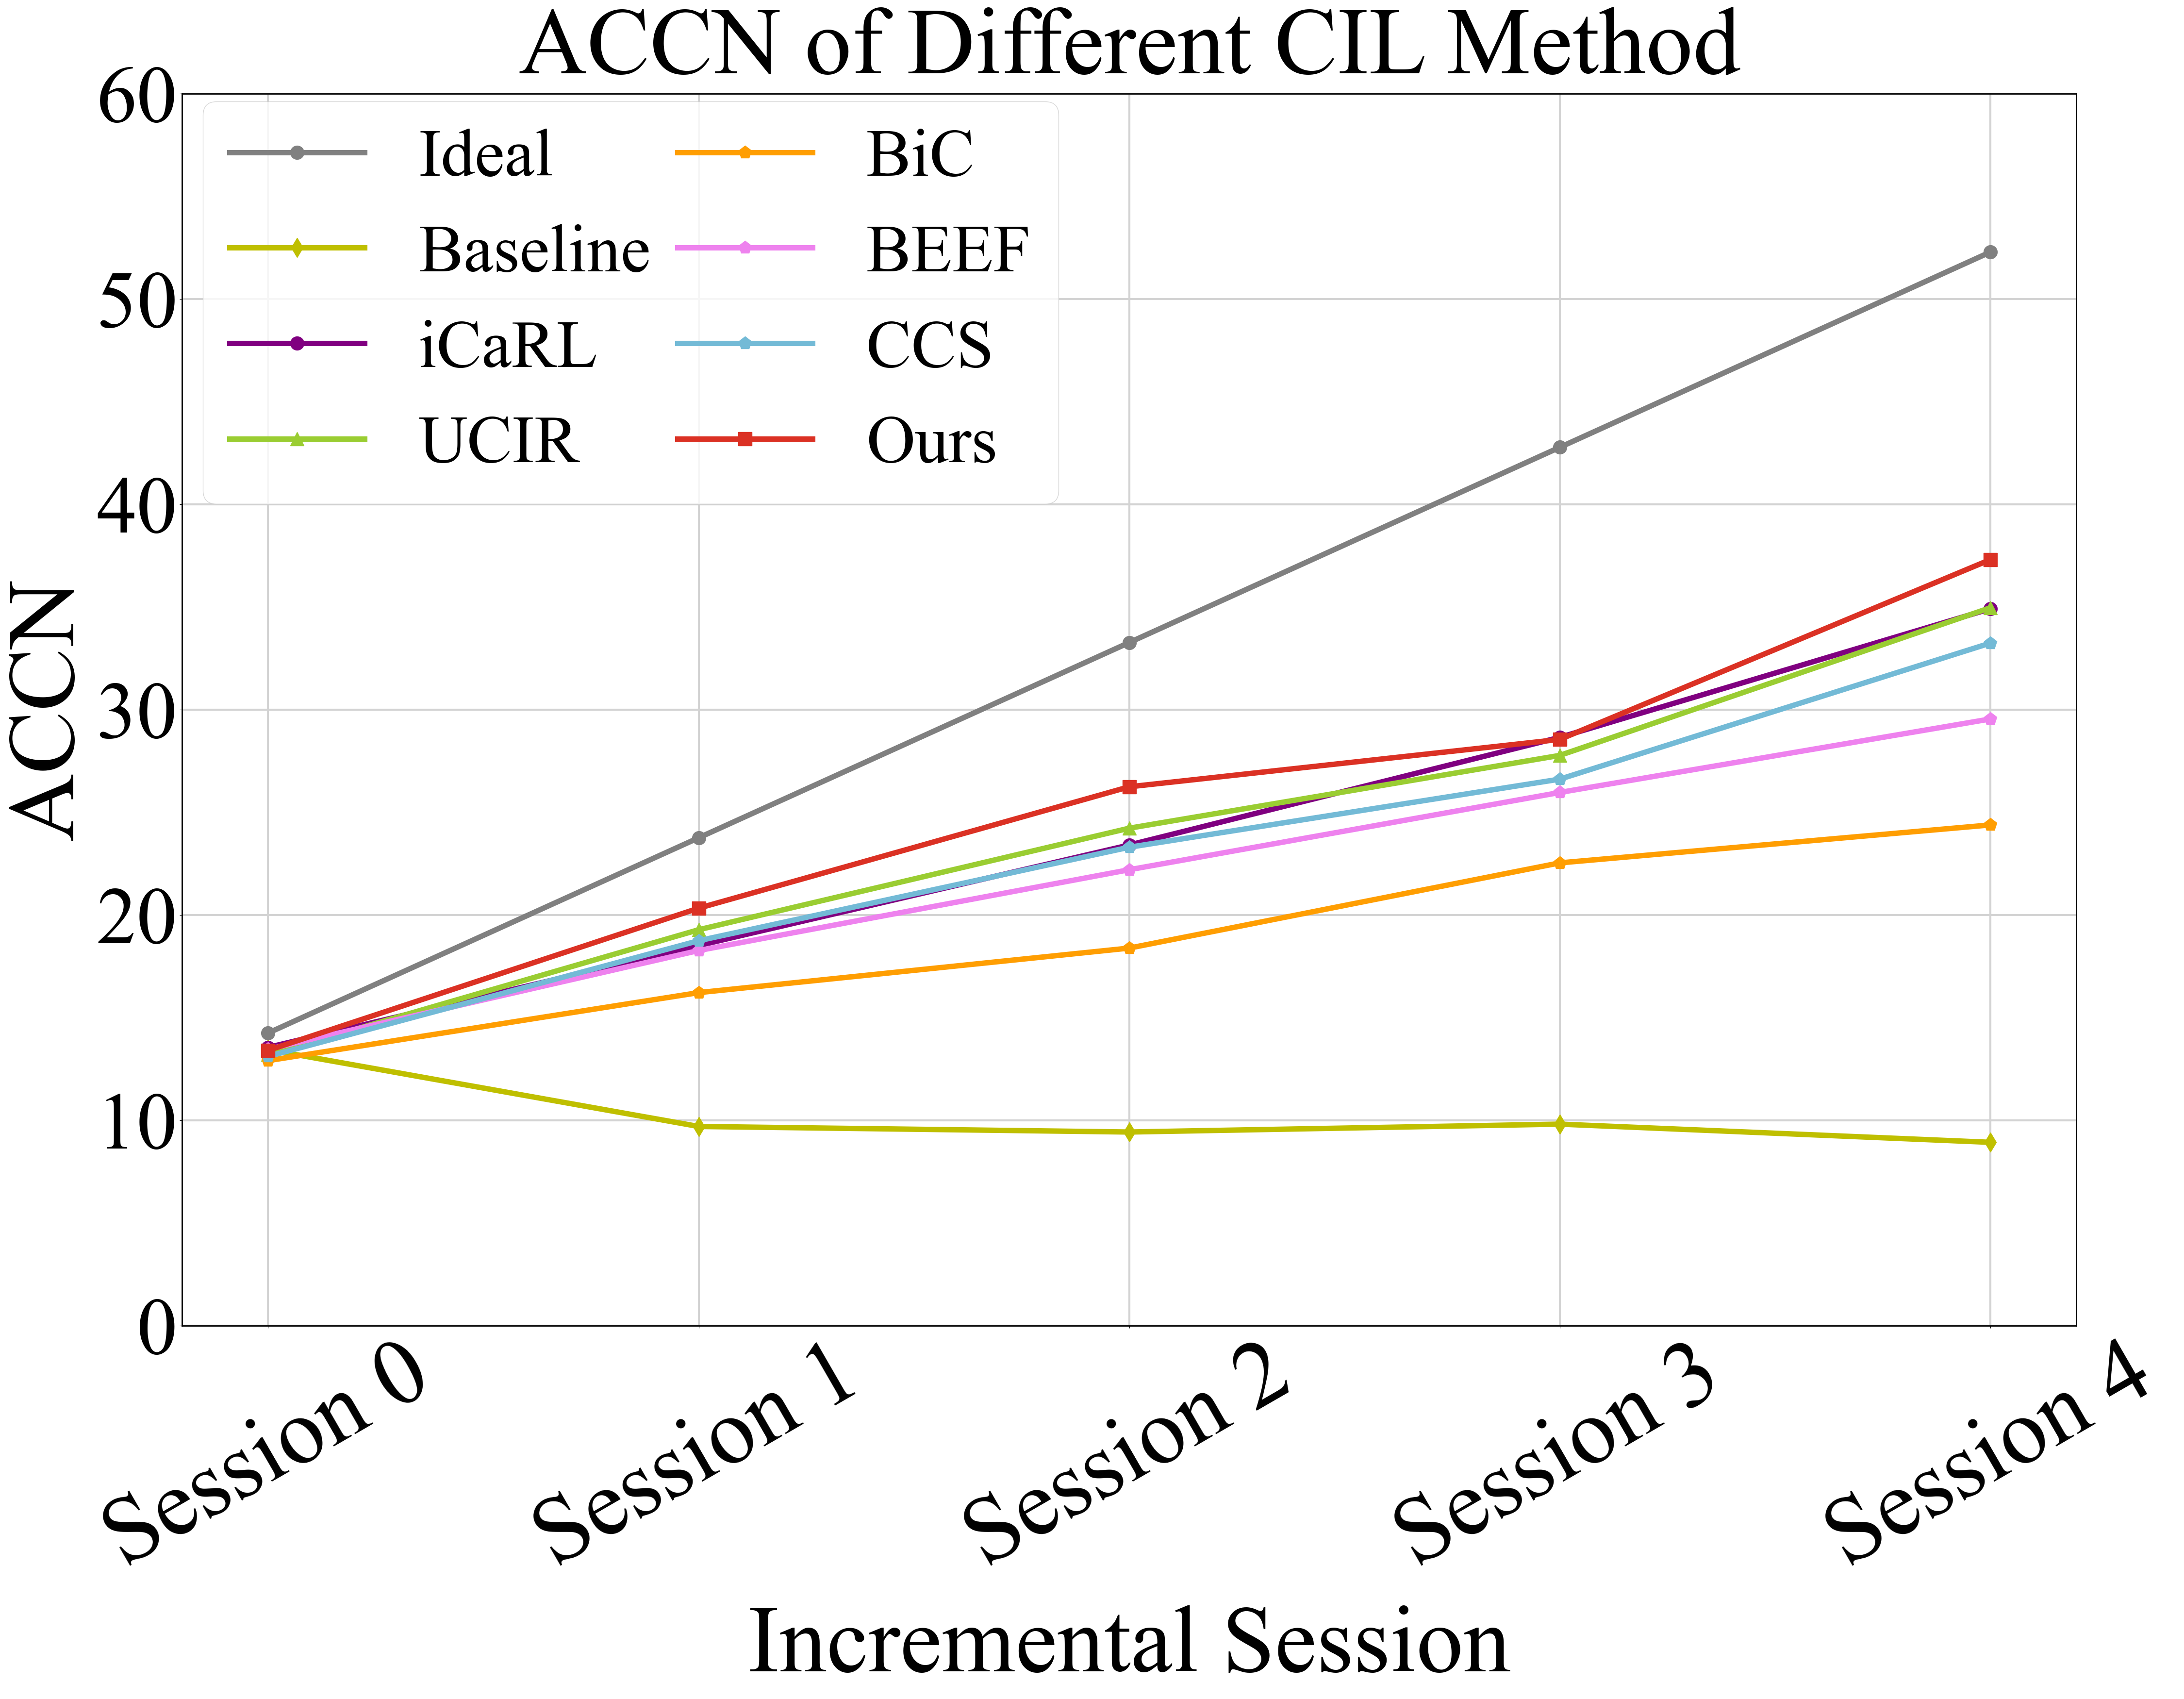 ACCN of Different CIL Method
60
50
40
30
20
10
0
ACCN
Ideal
Baseline
iCaRL
UCIR
BiC
BEEF
CCS
Ours
Session 0
Session 1
Session 2
Session 3
Session 4
Incremental Session